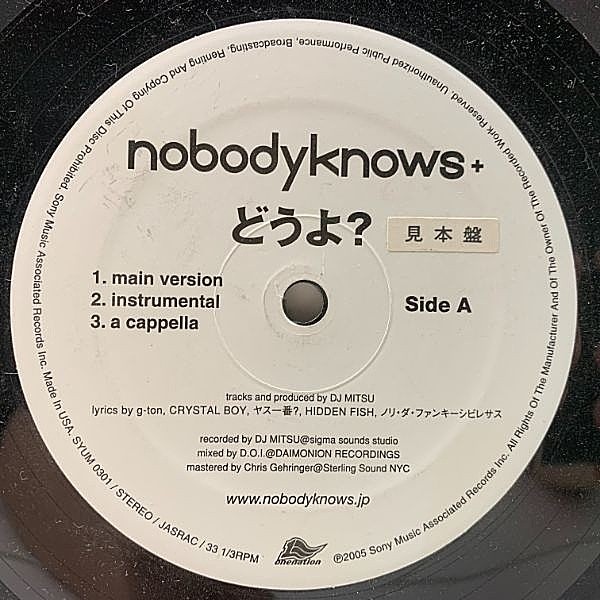 nobodyknows+
どうよ?
見本盤
1. main version
2. instrumental
3. a cappella
Side A
tracks and produced by DJ MITSU
lyrics by g-ton, CRYSTAL BOY, ヤス一番?, HIDDEN FISH, ノリ・ダ・ファンキーシビレサス
recorded by DJ MITSU@sigma sounds studio
mixed by D.O.I.@DAIMONION RECORDINGS
mastered by Chris Gehringer@Sterling Sound NYC
www.nobodyknows.jp
onenation
Made in USA. SYUM 0301 / STEREO / JASRAC / 33 1/3RPM
℗2005 Sony Music Associated Records Inc. All Rights Of The Manufacturer And Of The Owner Of The Recorded Work Reserved. Unauthorized Public Performance, Broadcasting, Renting And Copying Of This Disc Prohibited. Sony Music Associated Records Inc.